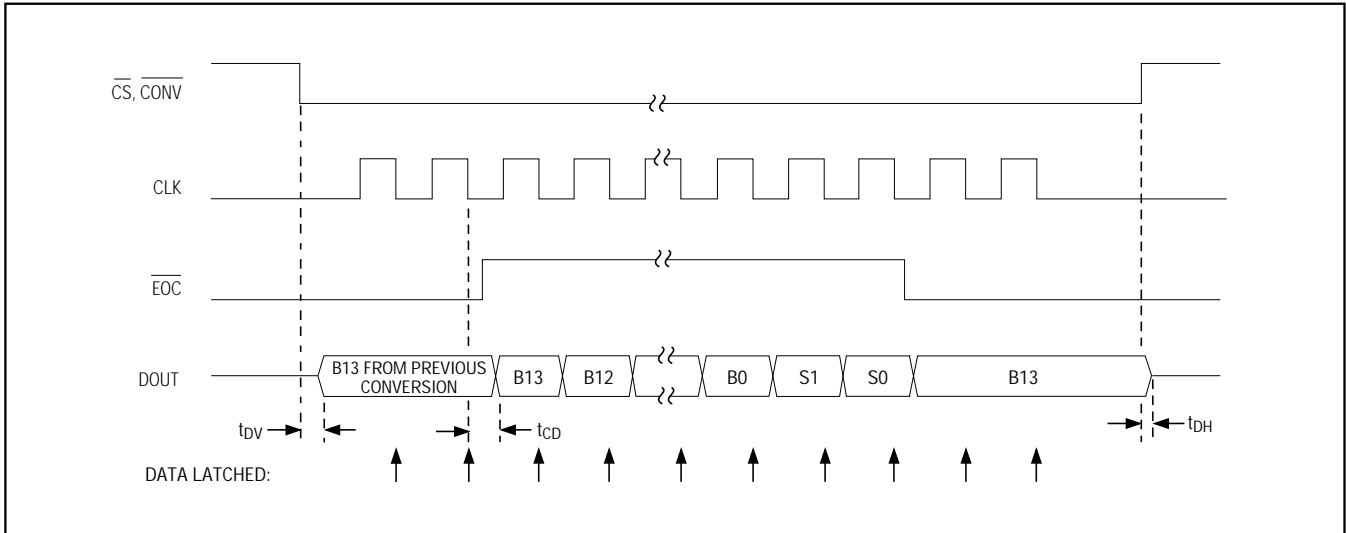 CS, CONV
CLK
EOC
DOUT
B13 FROM PREVIOUS
CONVERSION
B13
B12
B0
S1
S0
B13
tDV
tCD
tDH
DATA LATCHED: